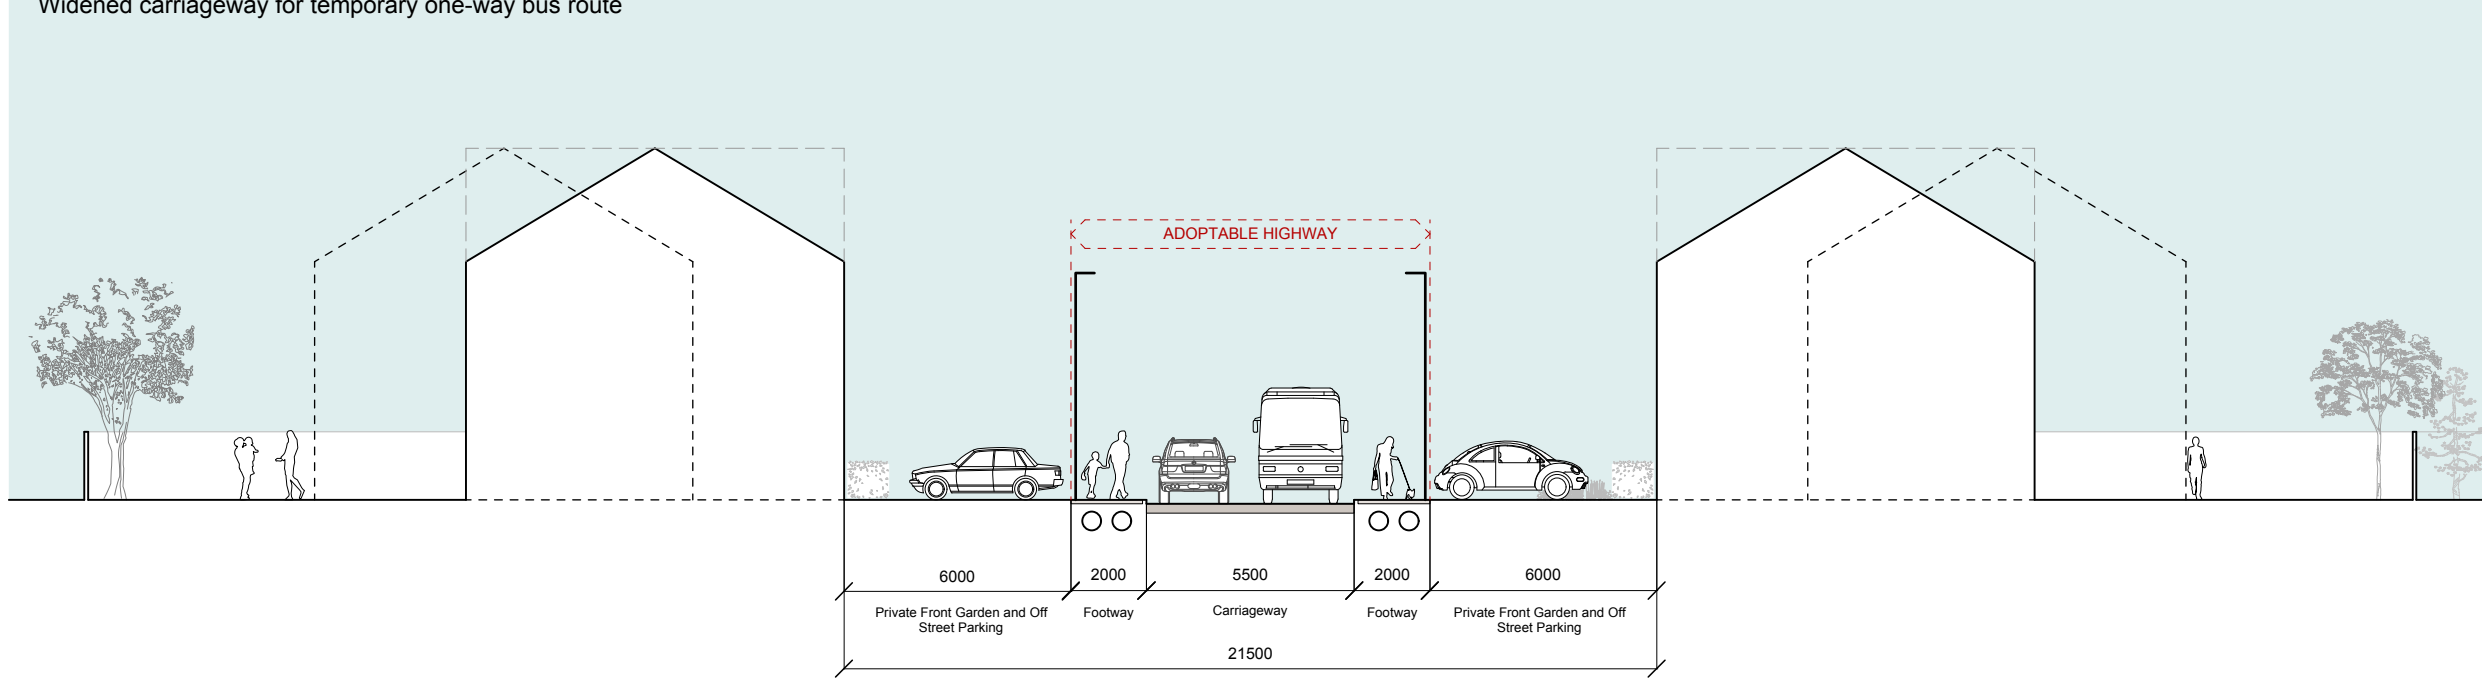 Widened carriageway for temporary one-way bus route
ADOPTABLE HIGHWAY
6000
2000
5500
2000
6000
Private Front Garden and Off
Street Parking
Footway
Carriageway
Footway
Private Front Garden and Off
Street Parking
21500